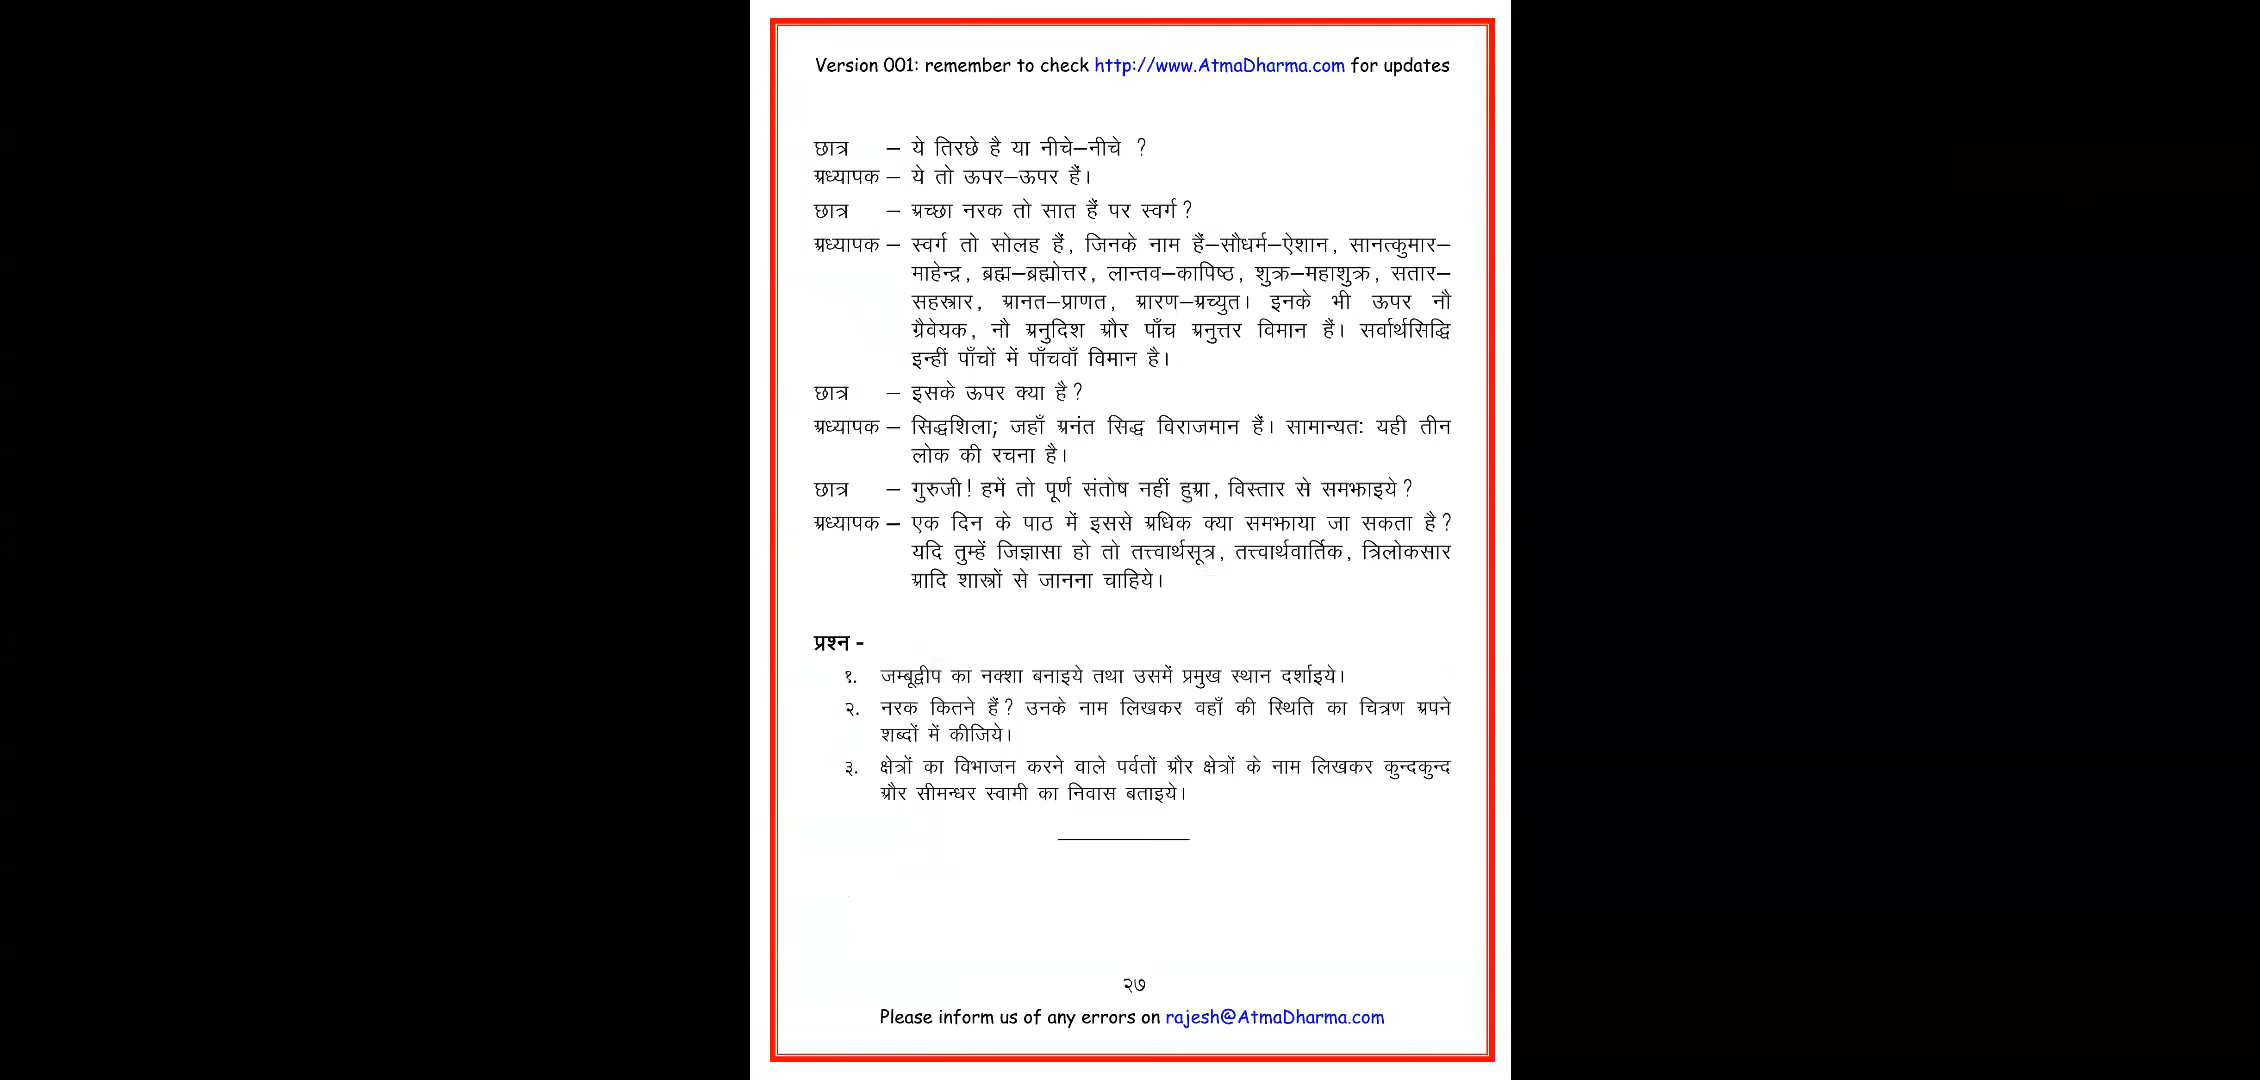 Version 001: remember to check http://www.AtmaDharma.com for updates
छात्र – ये तिरछे है या नीचे–नीचे ?
अध्यापक – ये तो ऊपर–ऊपर हैं।
छात्र – अच्छा नरक तो सात हैं पर स्वर्ग ?
अध्यापक – स्वर्ग तो सोलह हैं, जिनके नाम हैं–सौधर्म–ऐशान, सानत्कुमार–
माहेन्द्र, ब्रह्म–ब्रह्मोत्तर, लान्तव–कापिष्ठ, शुक्र–महाशुक्र, सतार–
सहस्त्रार, आनत–प्राणत, आरण–अच्युत। इनके भी ऊपर नौ
ग्रैवेयक, नौ अनुदिश और पाँच अनुत्तर विमान हैं। सर्वार्थसिद्धि
इन्हीं पाँचों में पाँचवाँ विमान है।
छात्र – इसके ऊपर क्या है ?
अध्यापक – सिद्धशिला; जहाँ अनंत सिद्ध विराजमान हैं। सामान्यत: यही तीन
लोक की रचना है।
छात्र – गुरुजी ! हमें तो पूर्ण संतोष नहीं हुआ, विस्तार से समझाइये ?
अध्यापक – एक दिन के पाठ में इससे अधिक क्या समझाया जा सकता है ?
यदि तुम्हें जिज्ञासा हो तो तत्त्वार्थसूत्र, तत्त्वार्थवार्तिक, त्रिलोकसार
आदि शास्त्रों से जानना चाहिये।
प्रश्न -
१. जम्बूद्वीप का नक्शा बनाइये तथा उसमें प्रमुख स्थान दर्शाइये।
२. नरक कितने हैं ? उनके नाम लिखकर वहाँ की स्थिति का चित्रण अपने
शब्दों में कीजिये।
३. क्षेत्रों का विभाजन करने वाले पर्वतों और क्षेत्रों के नाम लिखकर कुन्दकुन्द
और सीमन्धर स्वामी का निवास बताइये।
२७
Please inform us of any errors on rajesh@AtmaDharma.com